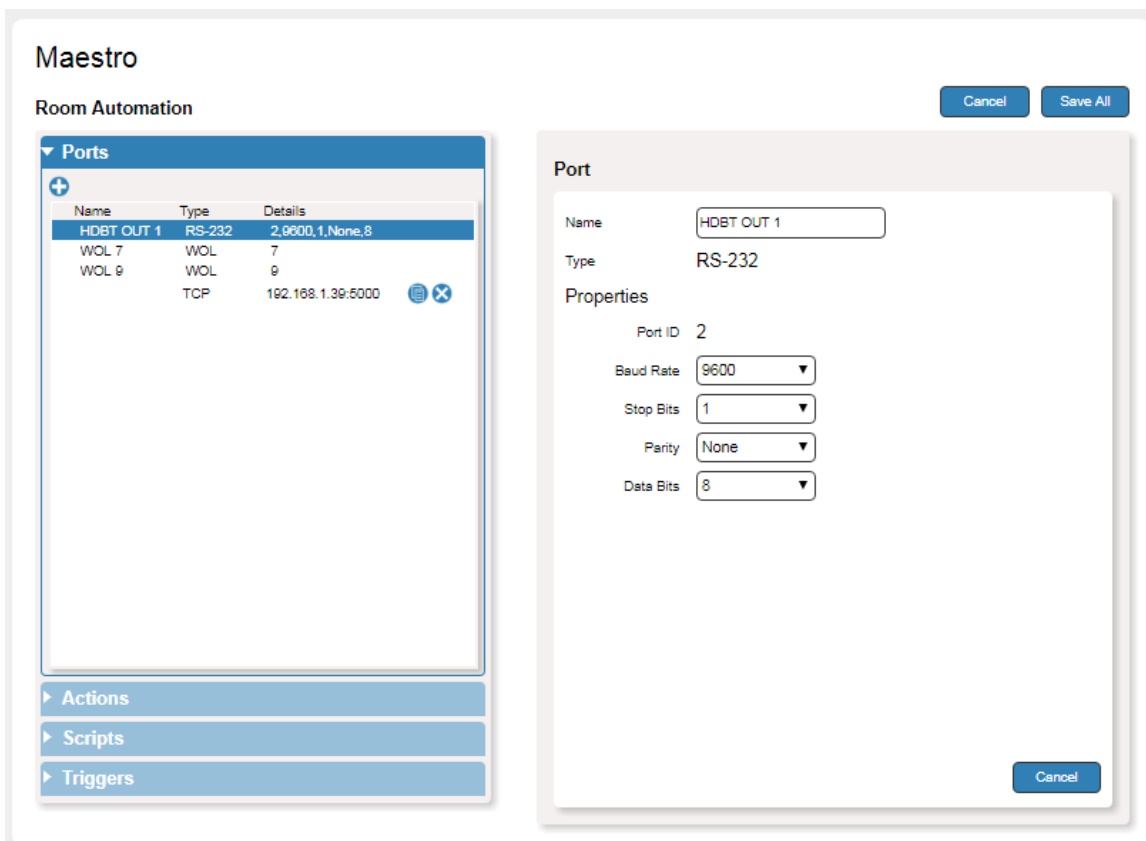 Maestro
Room Automation
Cancel Save All
Ports
Name Type Details
HDBT OUT 1 RS-232 2,9600,1,None,8
WOL 7 WOL 7
WOL 9 WOL 9
TCP 192.168.1.39:5000
Actions
Scripts
Triggers
Port
Name HDBT OUT 1
Type RS-232
Properties
Port ID 2
Baud Rate 9600
Stop Bits 1
Parity None
Data Bits 8
Cancel